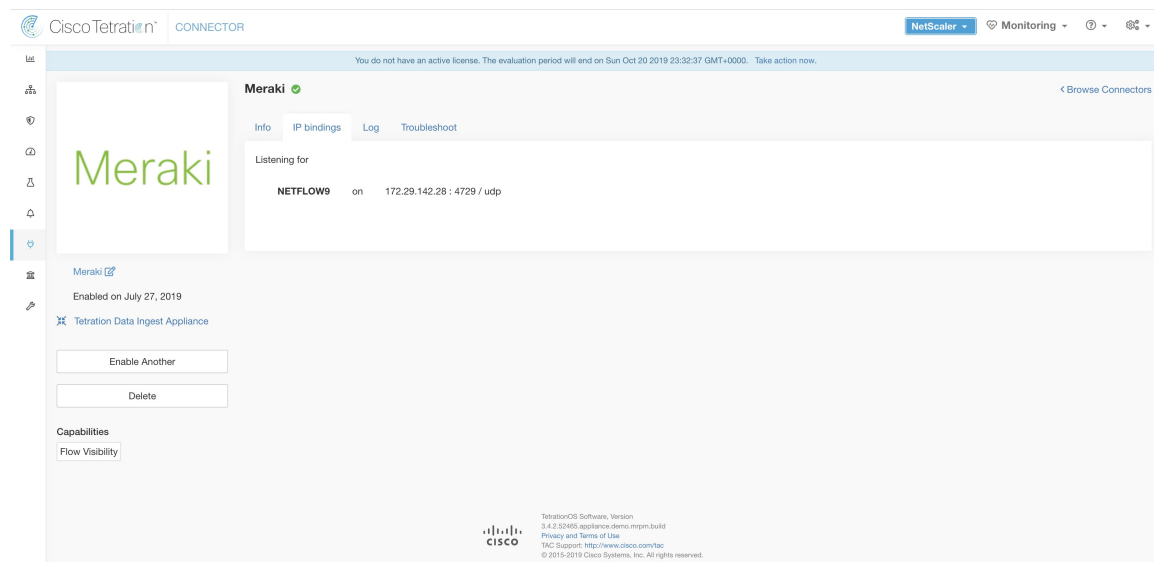 Cisco Tetration™ CONNECTOR NetScaler Monitoring
You do not have an active license. The evaluation period will end on Sun Oct 20 2019 23:32:37 GMT+0000. Take action now.
Meraki
Meraki
< Browse Connectors
Info IP bindings Log Troubleshoot
Listening for
NETFLOW9 on 172.29.142.28 : 4729 / udp
Meraki
Enabled on July 27, 2019
Tetration Data Ingest Appliance
Enable Another
Delete
Capabilities
Flow Visibility
CISCO
TetrationOS Software, Version
3.4.2.52465.appliance.demo.mrpm.build
Privacy and Terms of Use
TAC Support: http://www.cisco.com/tac
© 2015-2019 Cisco Systems, Inc. All rights reserved.